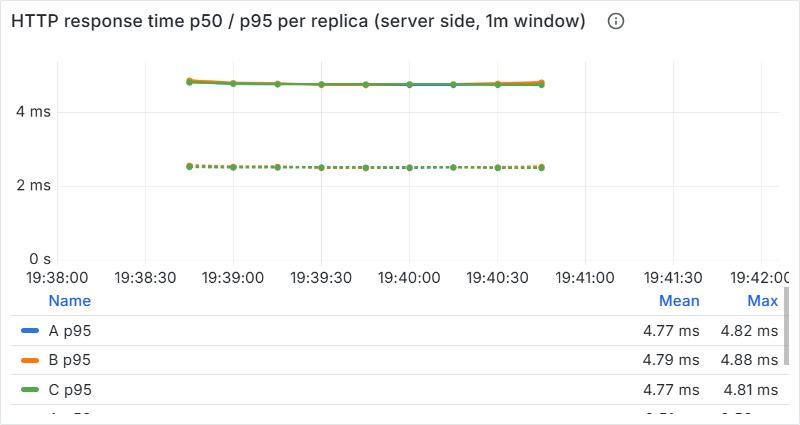 HTTP response time p50 / p95 per replica (server side, 1m window)
4 ms
2 ms
0 s
19:38:00 19:38:30 19:39:00 19:39:30 19:40:00 19:40:30 19:41:00 19:41:30 19:42:00
Name Mean Max
A p95 4.77 ms 4.82 ms
B p95 4.79 ms 4.88 ms
C p95 4.77 ms 4.81 ms